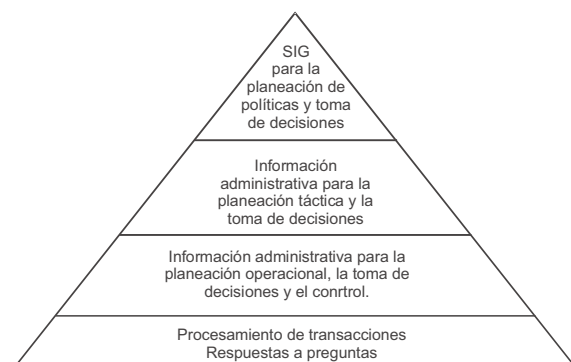 SIG
para la
planeación de
políticas y toma
de decisiones
Información
administrativa para la
planeación táctica y la
toma de decisiones
Información administrativa para la
planeación operacional, la toma de
decisiones y el conrtrol.
Procesamiento de transacciones
Respuestas a preguntas